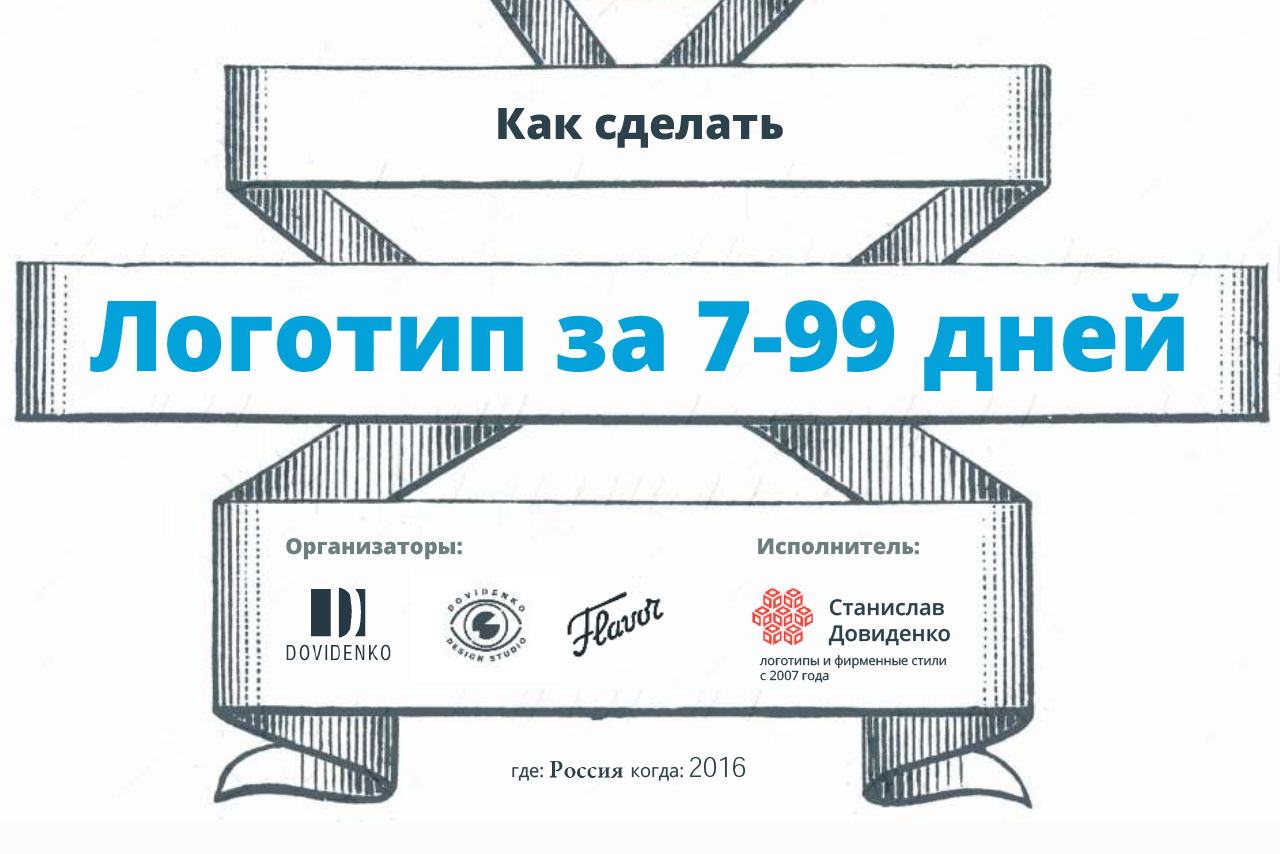 Как сделать
Логотип за 7-99 дней
Организаторы:
Исполнитель:
DOVIDENKO
DOVIDENKO
DESIGN STUDIO
Flavor
Станислав
Довиденко
логотипы и фирменные стили
с 2007 года
где: Россия когда: 2016